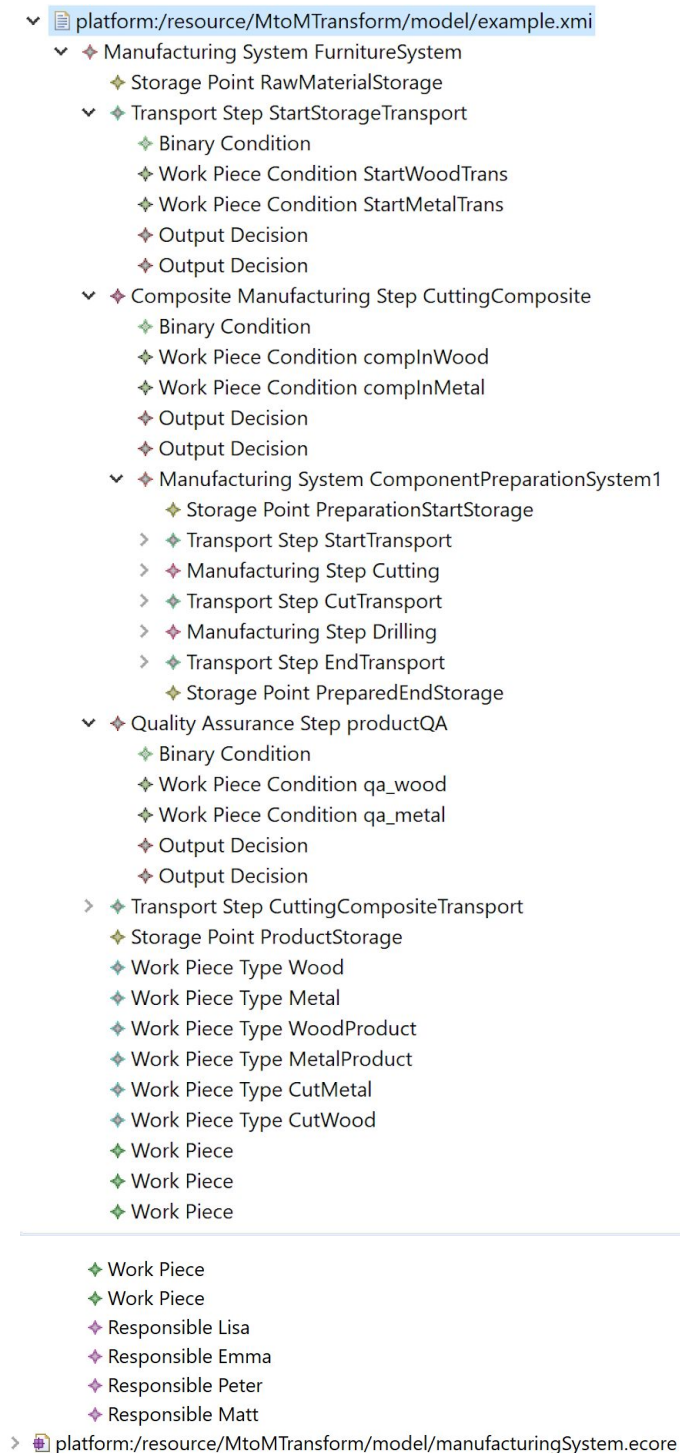 platform:/resource/MtoMTransform/model/example.xmi
Manufacturing System FurnitureSystem
Storage Point RawMaterialStorage
Transport Step StartStorageTransport
Binary Condition
Work Piece Condition StartWoodTrans
Work Piece Condition StartMetalTrans
Output Decision
Output Decision
Composite Manufacturing Step CuttingComposite
Binary Condition
Work Piece Condition compInWood
Work Piece Condition compInMetal
Output Decision
Output Decision
Manufacturing System ComponentPreparationSystem1
Storage Point PreparationStartStorage
Transport Step StartTransport
Manufacturing Step Cutting
Transport Step CutTransport
Manufacturing Step Drilling
Transport Step EndTransport
Storage Point PreparedEndStorage
Quality Assurance Step productQA
Binary Condition
Work Piece Condition qa_wood
Work Piece Condition qa_metal
Output Decision
Output Decision
Transport Step CuttingCompositeTransport
Storage Point ProductStorage
Work Piece Type Wood
Work Piece Type Metal
Work Piece Type WoodProduct
Work Piece Type MetalProduct
Work Piece Type CutMetal
Work Piece Type CutWood
Work Piece
Work Piece
Work Piece
Work Piece
Work Piece
Responsible Lisa
Responsible Emma
Responsible Peter
Responsible Matt
platform:/resource/MtoMTransform/model/manufacturingSystem.ecore